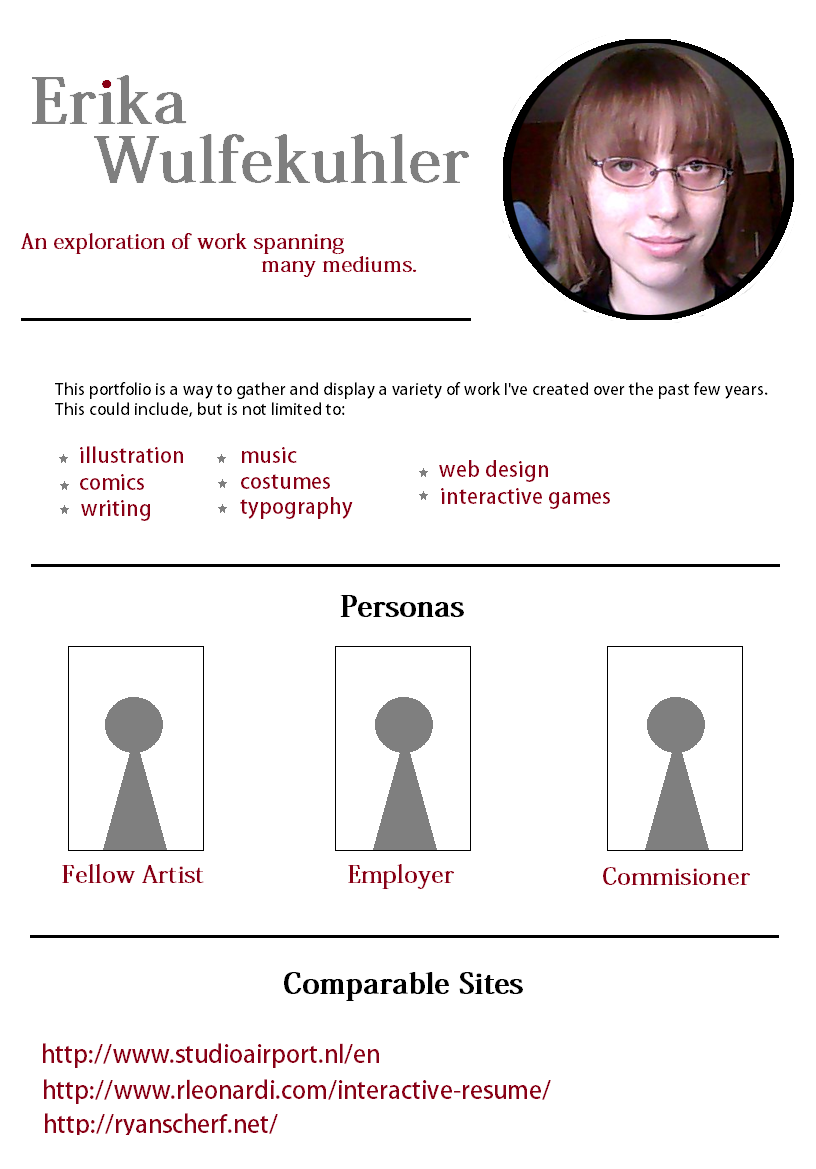 Erika
Wulfekuhler
An exploration of work spanning
many mediums.
This portfolio is a way to gather and display a variety of work I've created over the past few years.
This could include, but is not limited to:
illustration
comics
writing
music
costumes
typography
web design
interactive games
Personas
Fellow Artist
Employer
Commisioner
Comparable Sites
http://www.studioairport.nl/en
http://www.rleonardi.com/interactive-resume/
http://ryanscherf.net/